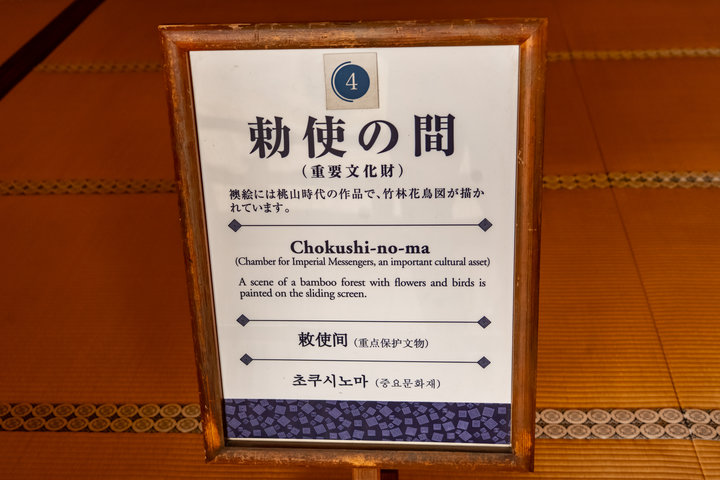 4
勅使の間
（重要文化財）
襖絵には桃山時代の作品で、竹林花鳥図が描か
れています。
Chokushi-no-ma
(Chamber for Imperial Messengers, an important cultural asset)
A scene of a bamboo forest with flowers and birds is
painted on the sliding screen.
敕使间（重点保护文物）
초쿠시노마（중요문화재）